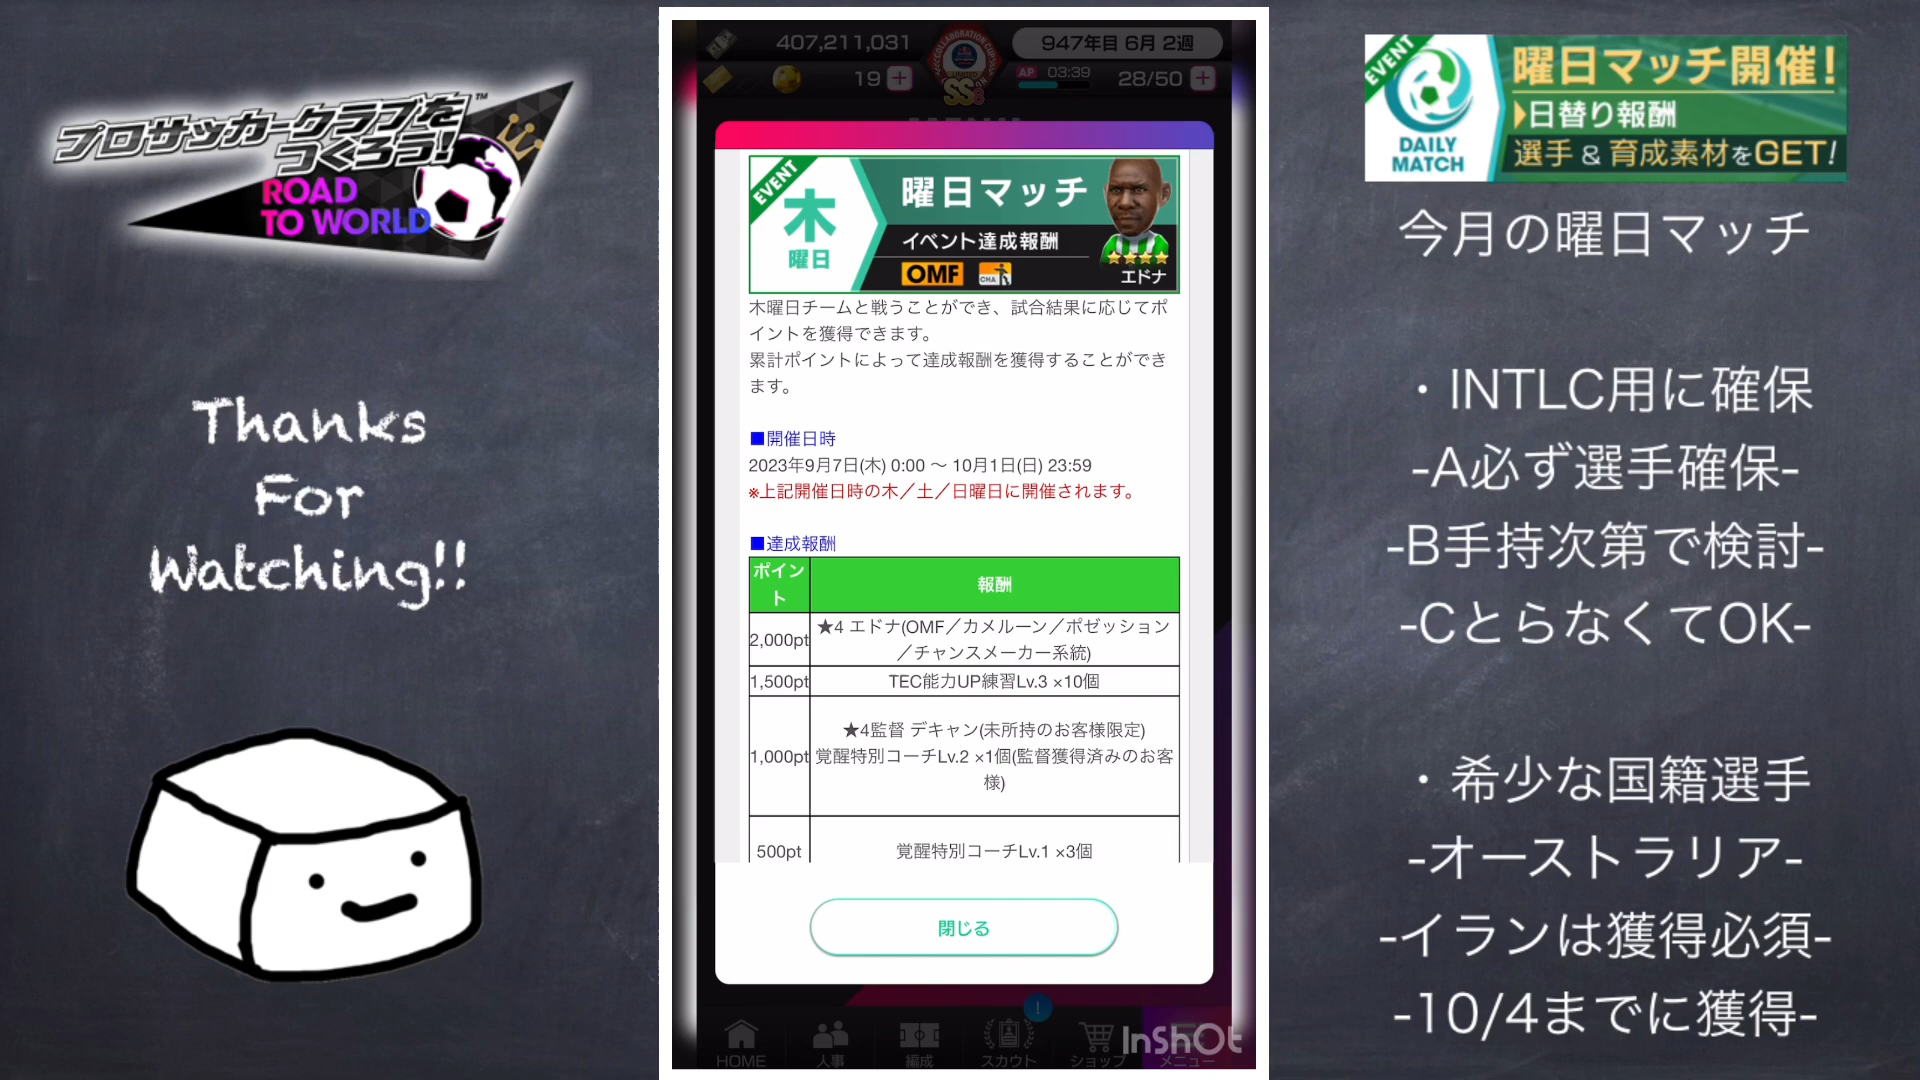 プロサッカークラブを
つくろう!
ROAD
TO WORLD
Thanks
For
Watching!!
407,211,031
947年目 6月 2週
19
AP 03:39
28/50
SS8
EVENT
木
曜日
曜日マッチ
イベント達成報酬
OMF
CHA
エドナ
木曜日チームと戦うことができ、試合結果に応じてポ
イントを獲得できます。
累計ポイントによって達成報酬を獲得することができ
ます。
■開催日時
2023年9月7日(木) 0:00 ～ 10月1日(日) 23:59
※上記開催日時の木／土／日曜日に開催されます。
■達成報酬
ポイン
ト
報酬
2,000pt
★4 エドナ(OMF／カメルーン／ポゼッション
／チャンスメーカー系統)
1,500pt
TEC能力UP練習Lv.3 ×10個
1,000pt
★4監督 デキャン(未所持のお客様限定)
覚醒特別コーチLv.2 ×1個(監督獲得済みのお客
様)
500pt
覚醒特別コーチLv.1 ×3個
閉じる
HOME
人事
編成
スカウト
ショップ
メニュー
InShOt
EVENT
DAILY
MATCH
曜日マッチ開催!
日替り報酬
選手 & 育成素材をGET!
今月の曜日マッチ
・INTLC用に確保
-A必ず選手確保-
-B手持次第で検討-
-CとらなくてOK-
・希少な国籍選手
-オーストラリア-
-イランは獲得必須-
-10/4までに獲得-